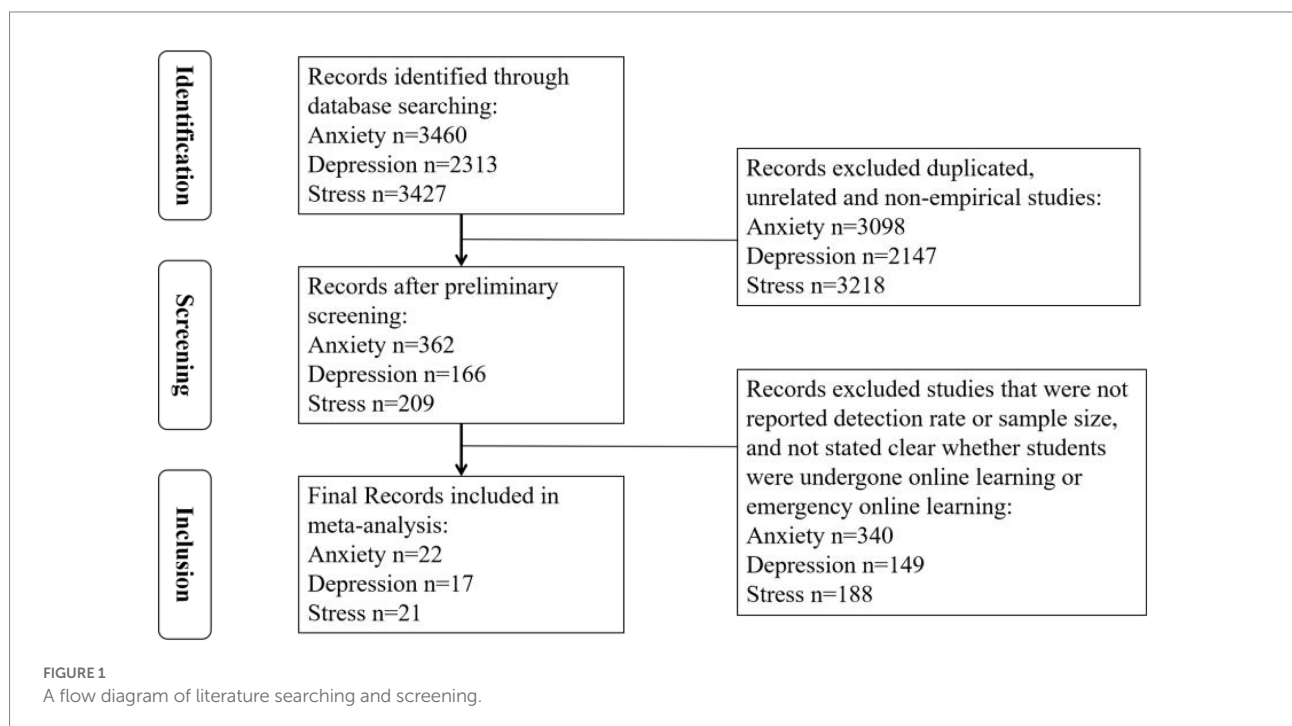 Identification
Records identified through
database searching:
Anxiety n=3460
Depression n=2313
Stress n=3427
Records excluded duplicated,
unrelated and non-empirical studies:
Anxiety n=3098
Depression n=2147
Stress n=3218
Screening
Records after preliminary
screening:
Anxiety n=362
Depression n=166
Stress n=209
Records excluded studies that were not
reported detection rate or sample size,
and not stated clear whether students
were undergone online learning or
emergency online learning:
Anxiety n=340
Depression n=149
Stress n=188
Inclusion
Final Records included in
meta-analysis:
Anxiety n=22
Depression n=17
Stress n=21
FIGURE 1
A flow diagram of literature searching and screening.